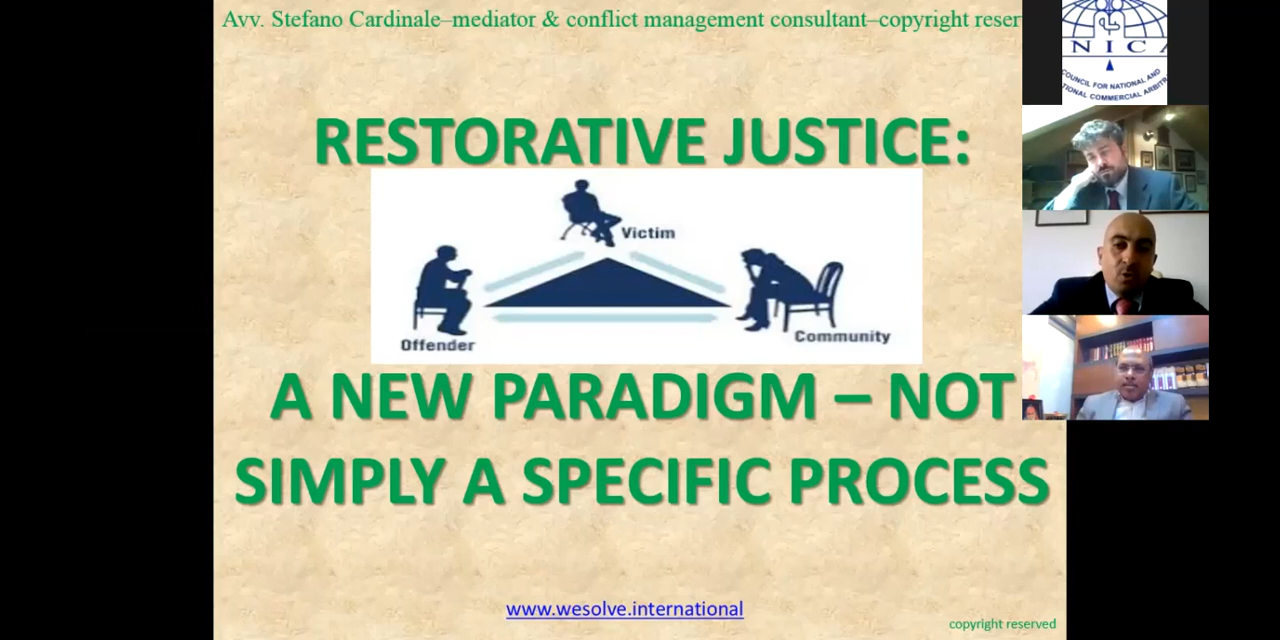 Avv. Stefano Cardinale–mediator & conflict management consultant–copyright reser
NICA
COUNCIL FOR NATIONAL AND
TIONAL COMMERCIAL ARBITR
RESTORATIVE JUSTICE:
Victim
Offender
Community
A NEW PARADIGM – NOT
SIMPLY A SPECIFIC PROCESS
www.wesolve.international
copyright reserved